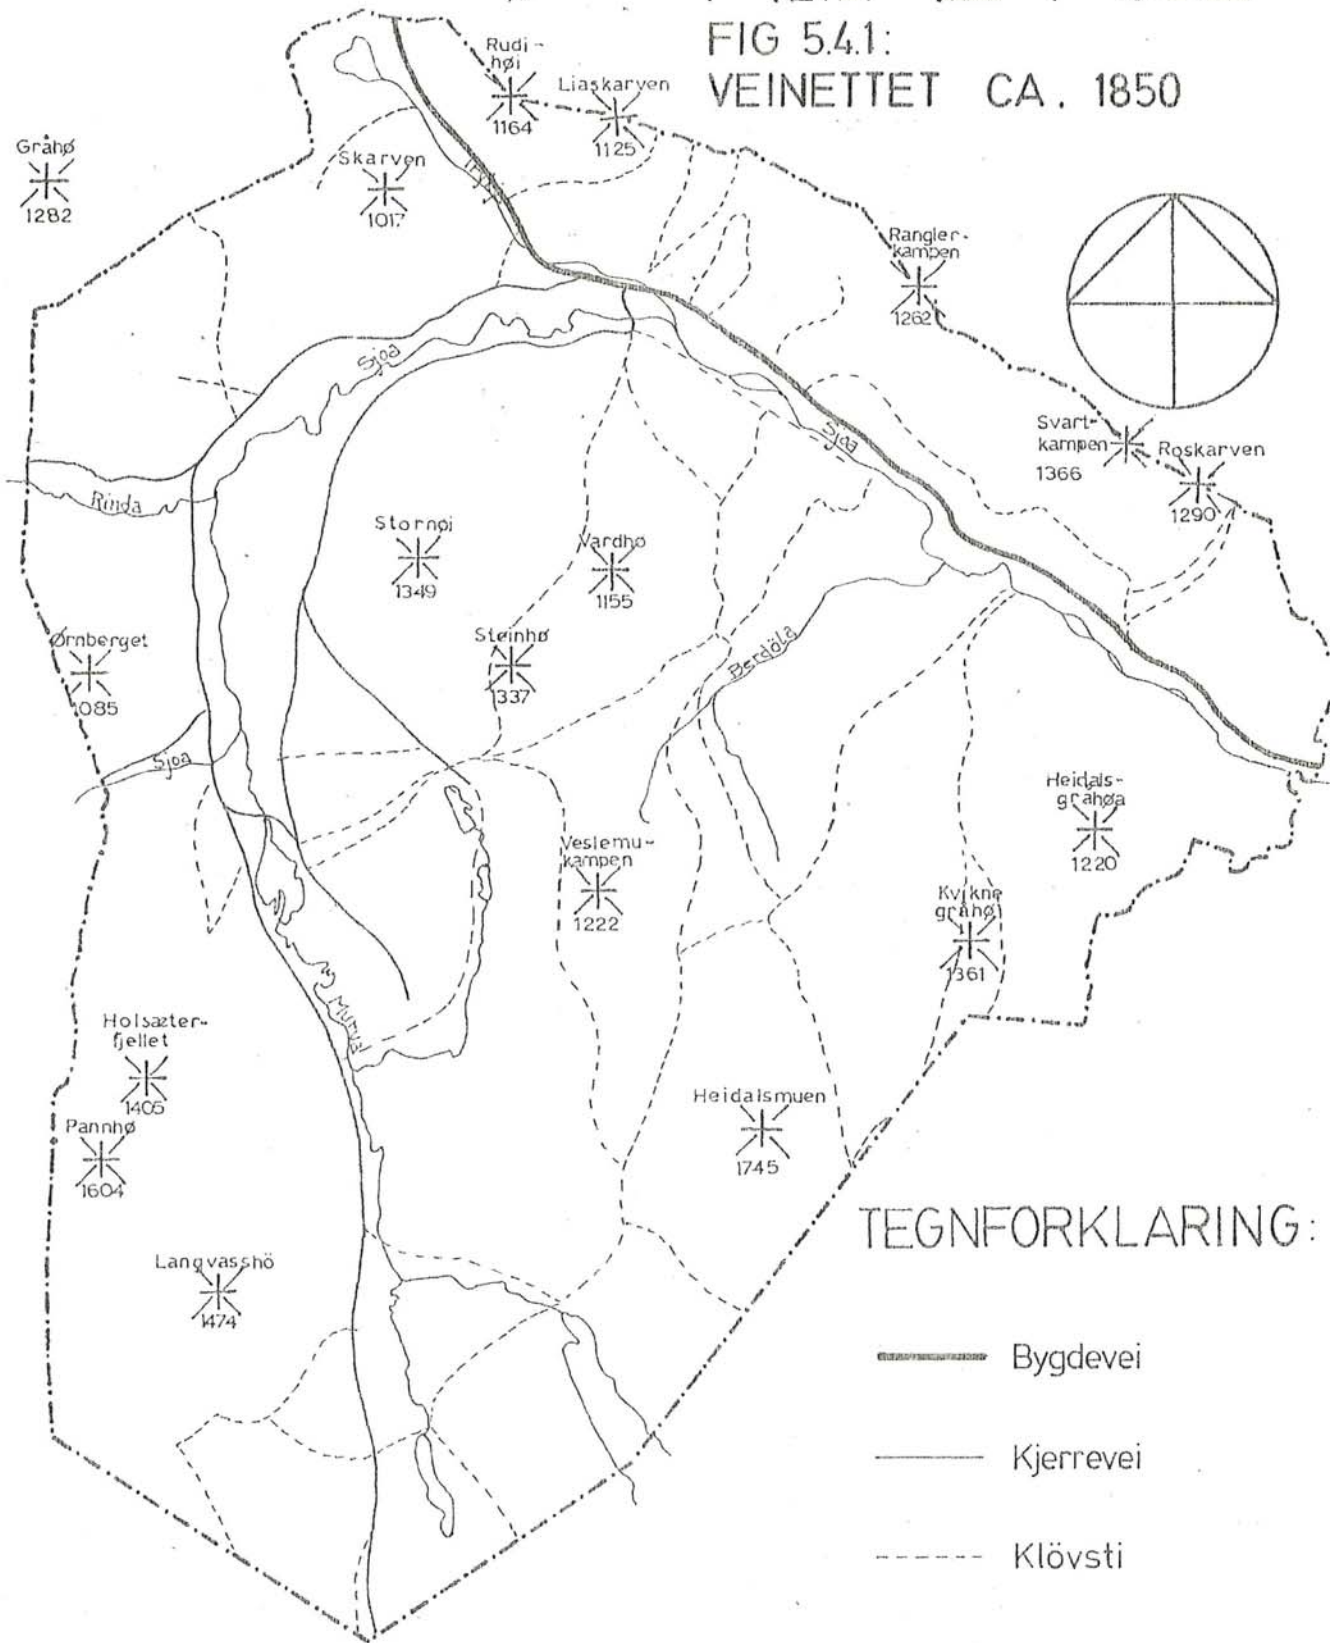 FIG 5.4.1:
VEINETTET CA. 1850
Rudi-
høi
1164
Liaskarven
1125
Gråhø
1282
Skarven
1017
Rangler-
kampen
1262
Sjoa
Sjoa
Svart-
kampen
1366
Roskarven
1290
Rinda
Stornøi
1349
Vardhø
1155
Steinhø
1337
Ørnberget
1085
Sjoa
Heidals-
gråhøa
1220
Veslemu-
kampen
1222
Kvikne
gråhø
1361
Holsæter-
fjellet
1405
Pannhø
1604
Heidalsmuen
1745
Langvasshö
1474
TEGNFORKLARING:
Bygdevei
Kjerrevei
Klövsti